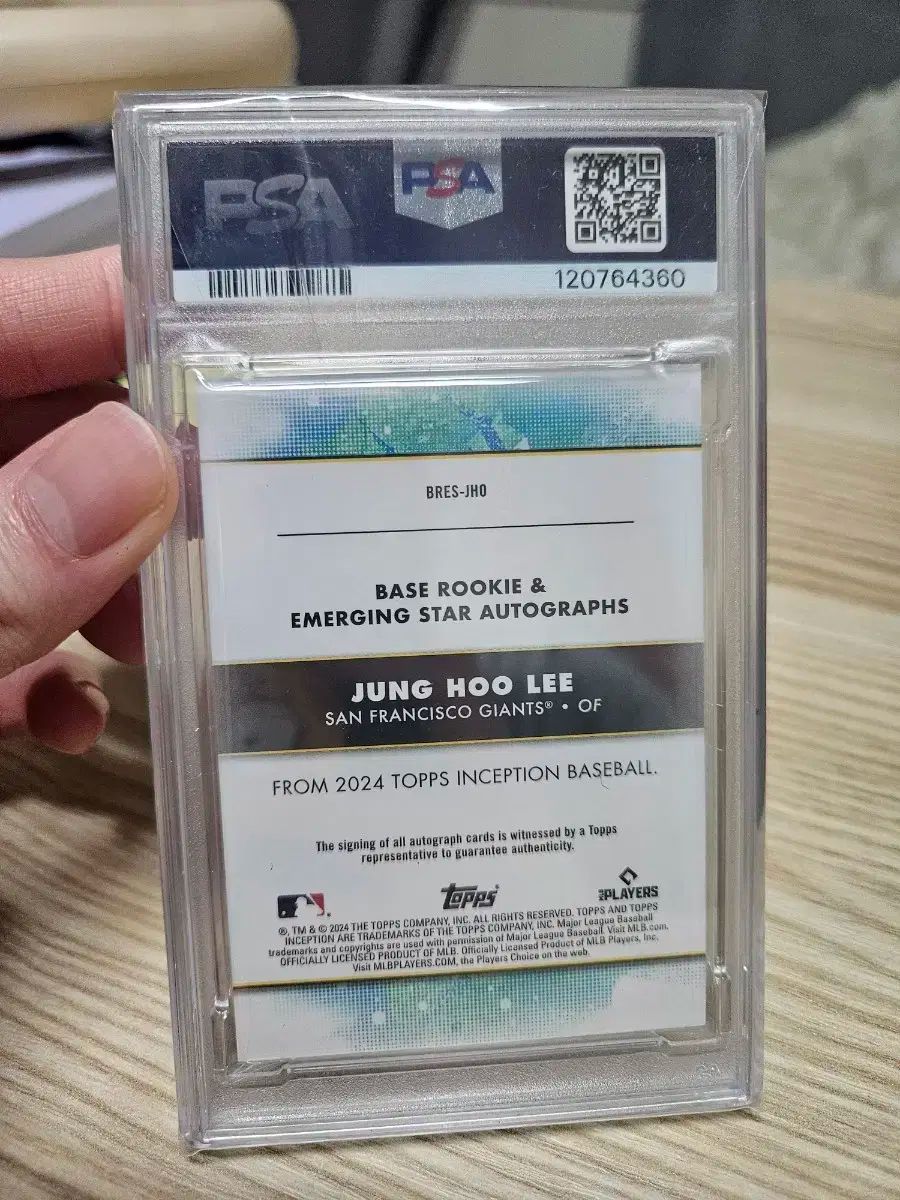 PSA
PSA
120764360
BRES-JHO
BASE ROOKIE &
EMERGING STAR AUTOGRAPHS
JUNG HOO LEE
SAN FRANCISCO GIANTS® • OF
FROM 2024 TOPPS INCEPTION BASEBALL.
The signing of all autograph cards is witnessed by a Topps
representative to guarantee authenticity.
topps
MLB PLAYERS
®, TM & © 2024 THE TOPPS COMPANY, INC. ALL RIGHTS RESERVED. TOPPS AND TOPPS
INCEPTION ARE TRADEMARKS OF THE TOPPS COMPANY, INC. Major League Baseball
trademarks and copyrights are used with permission of Major League Baseball. Visit MLB.com.
OFFICIALLY LICENSED PRODUCT OF MLB Players, Inc.
Visit MLBPLAYERS.com, the Players Choice on the web.